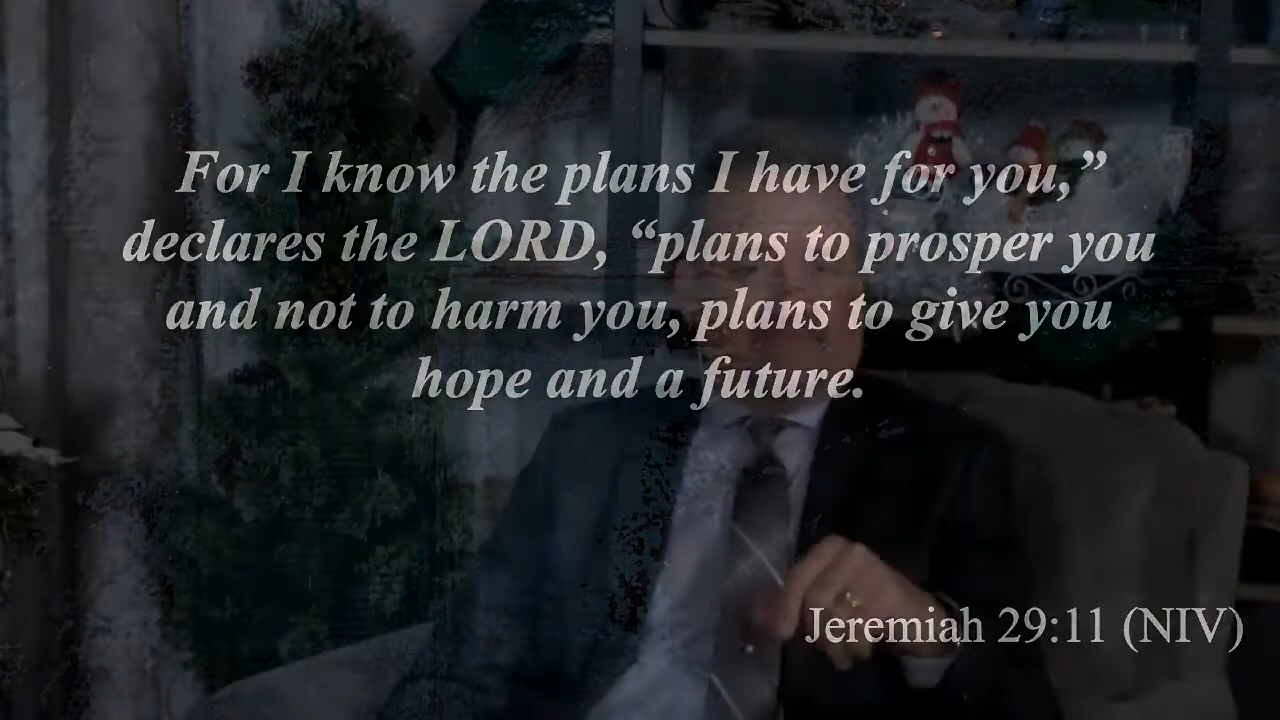 For I know the plans I have for you,”
declares the LORD, “plans to prosper you
and not to harm you, plans to give you
hope and a future.
Jeremiah 29:11 (NIV)